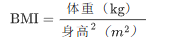 BMI = 体重 (kg) / 身高² (m²)